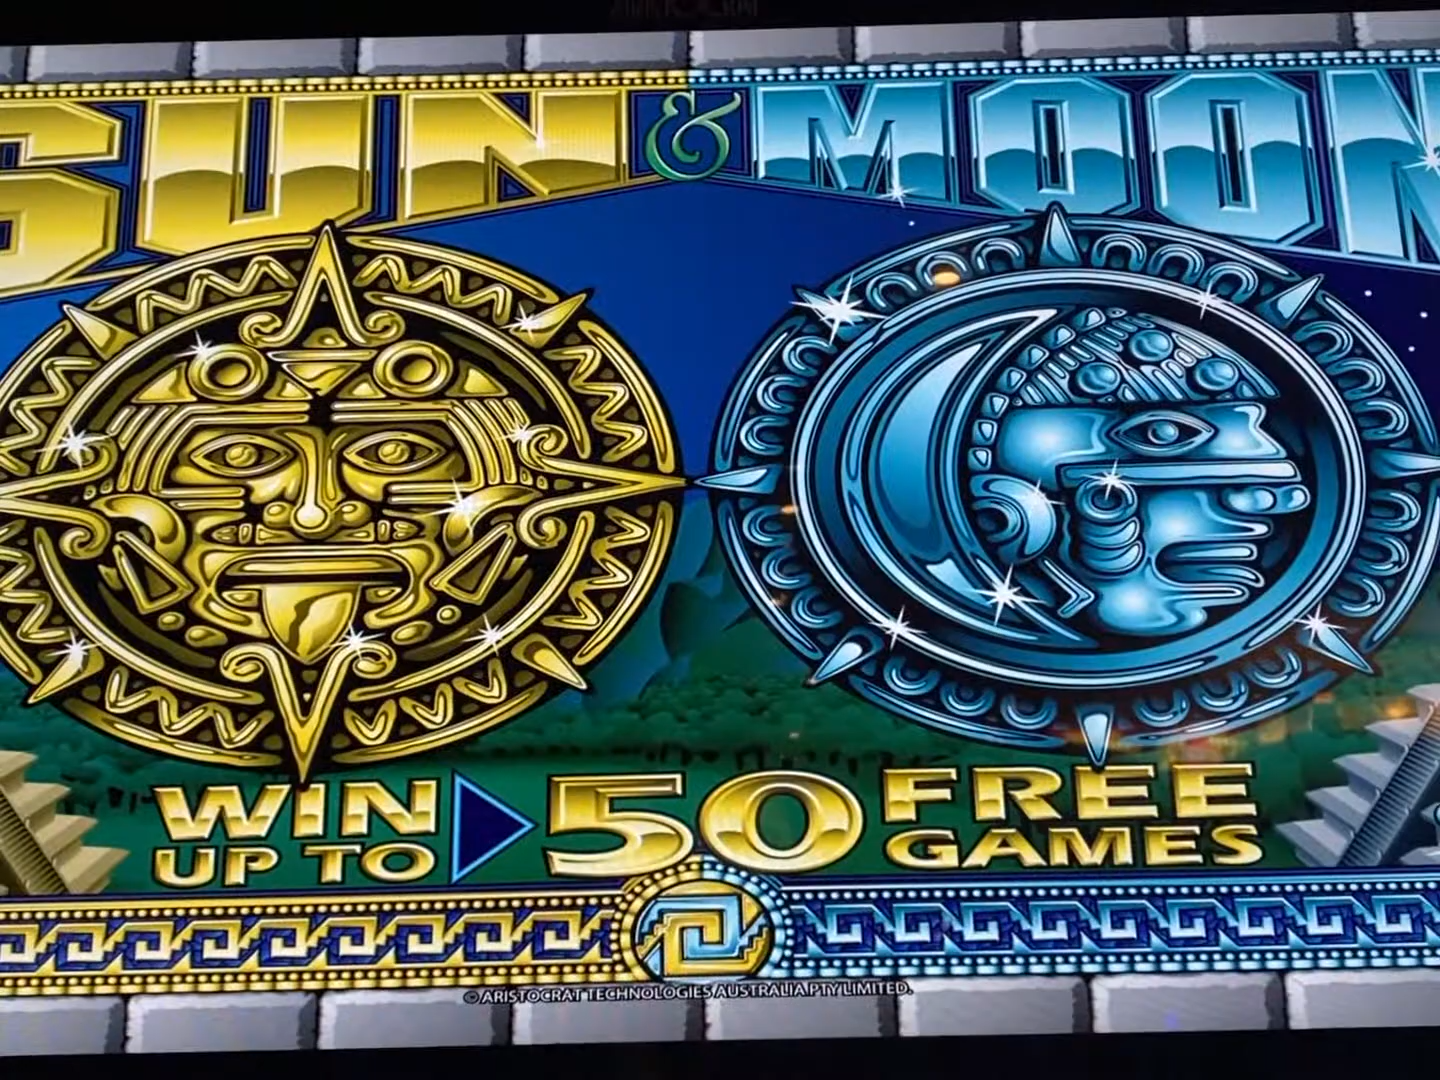 SUN & MOON
WIN
UP TO
50
FREE
GAMES
© ARISTOCRAT TECHNOLOGIES AUSTRALIA PTY LIMITED.